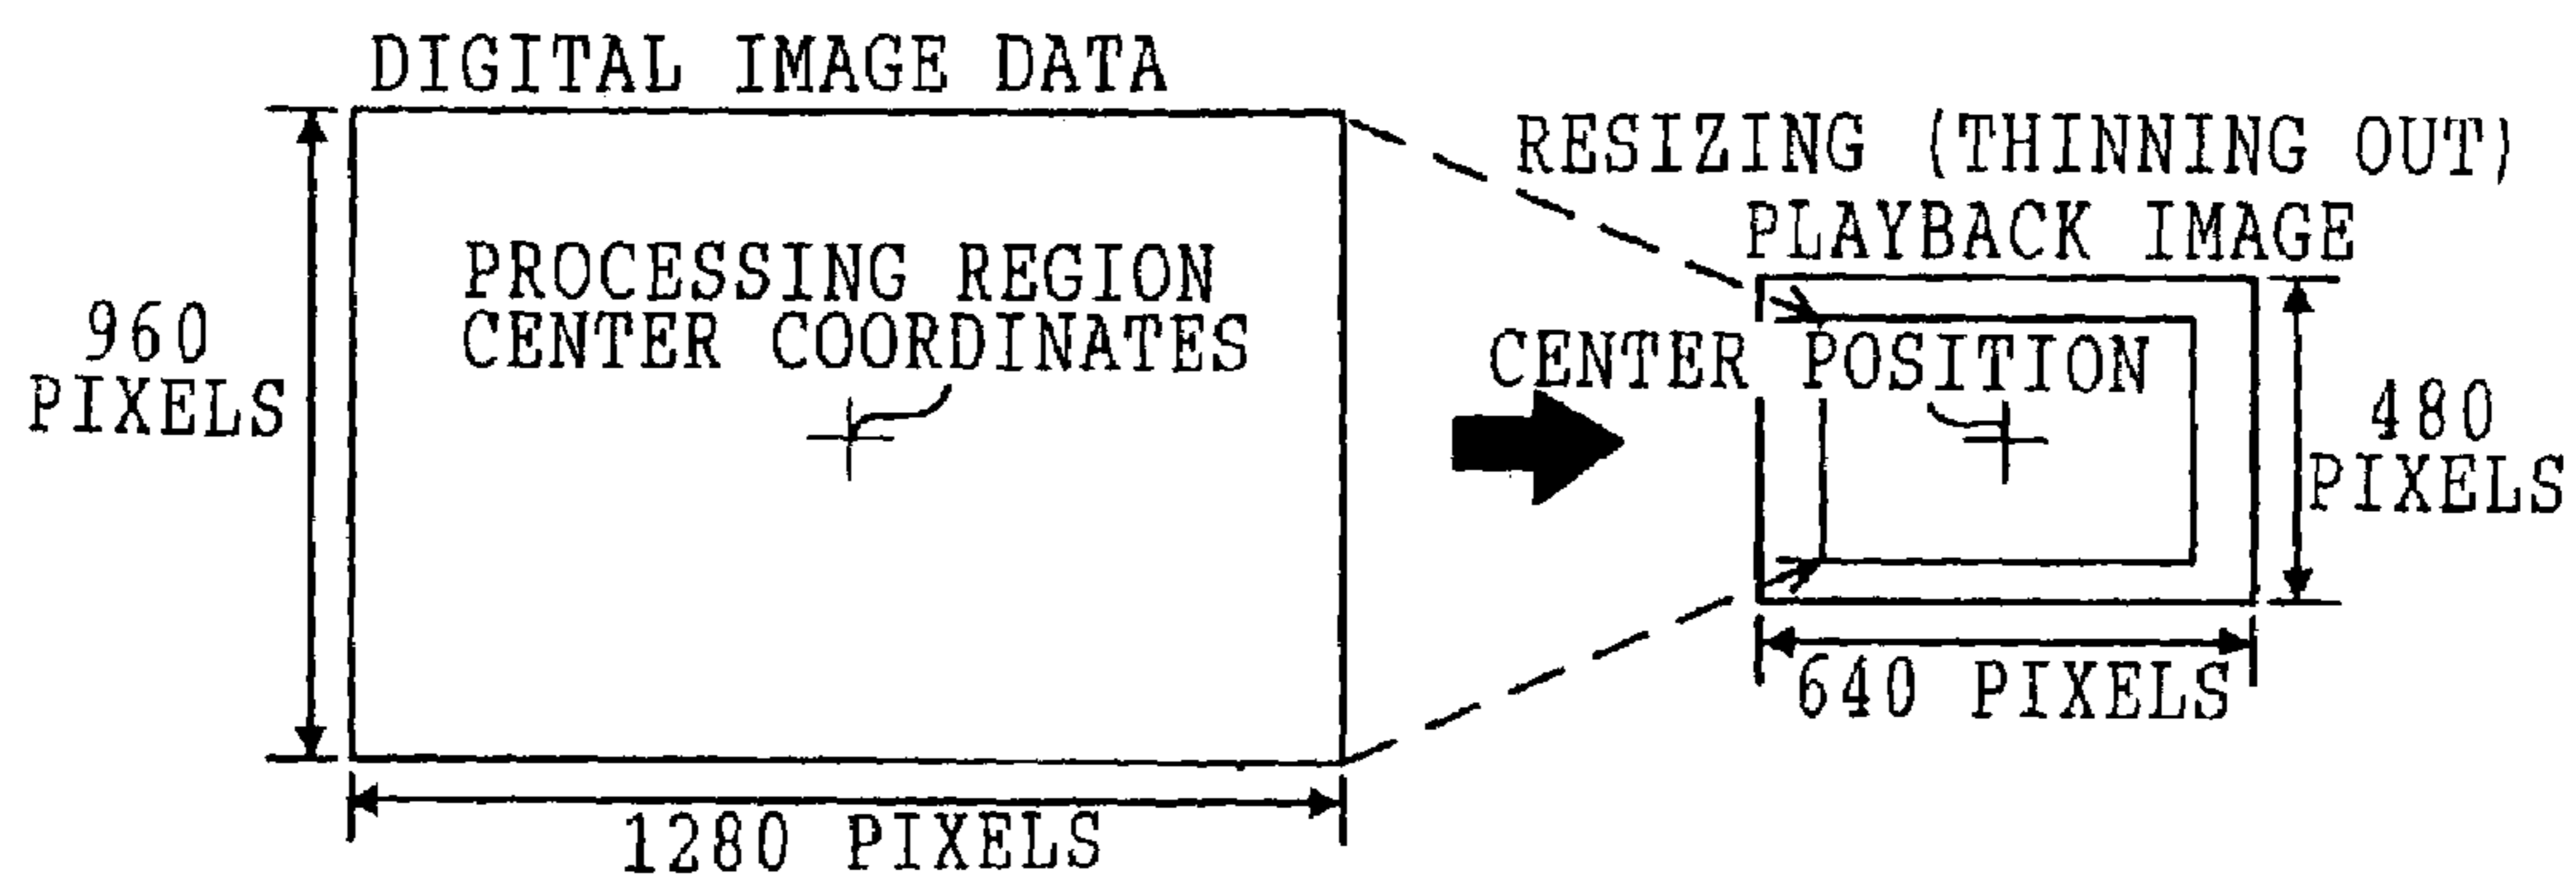 DIGITAL IMAGE DATA
960
PIXELS
PROCESSING REGION
CENTER COORDINATES
1280 PIXELS
RESIZING (THINNING OUT)
PLAYBACK IMAGE
CENTER POSITION
480
PIXELS
640 PIXELS